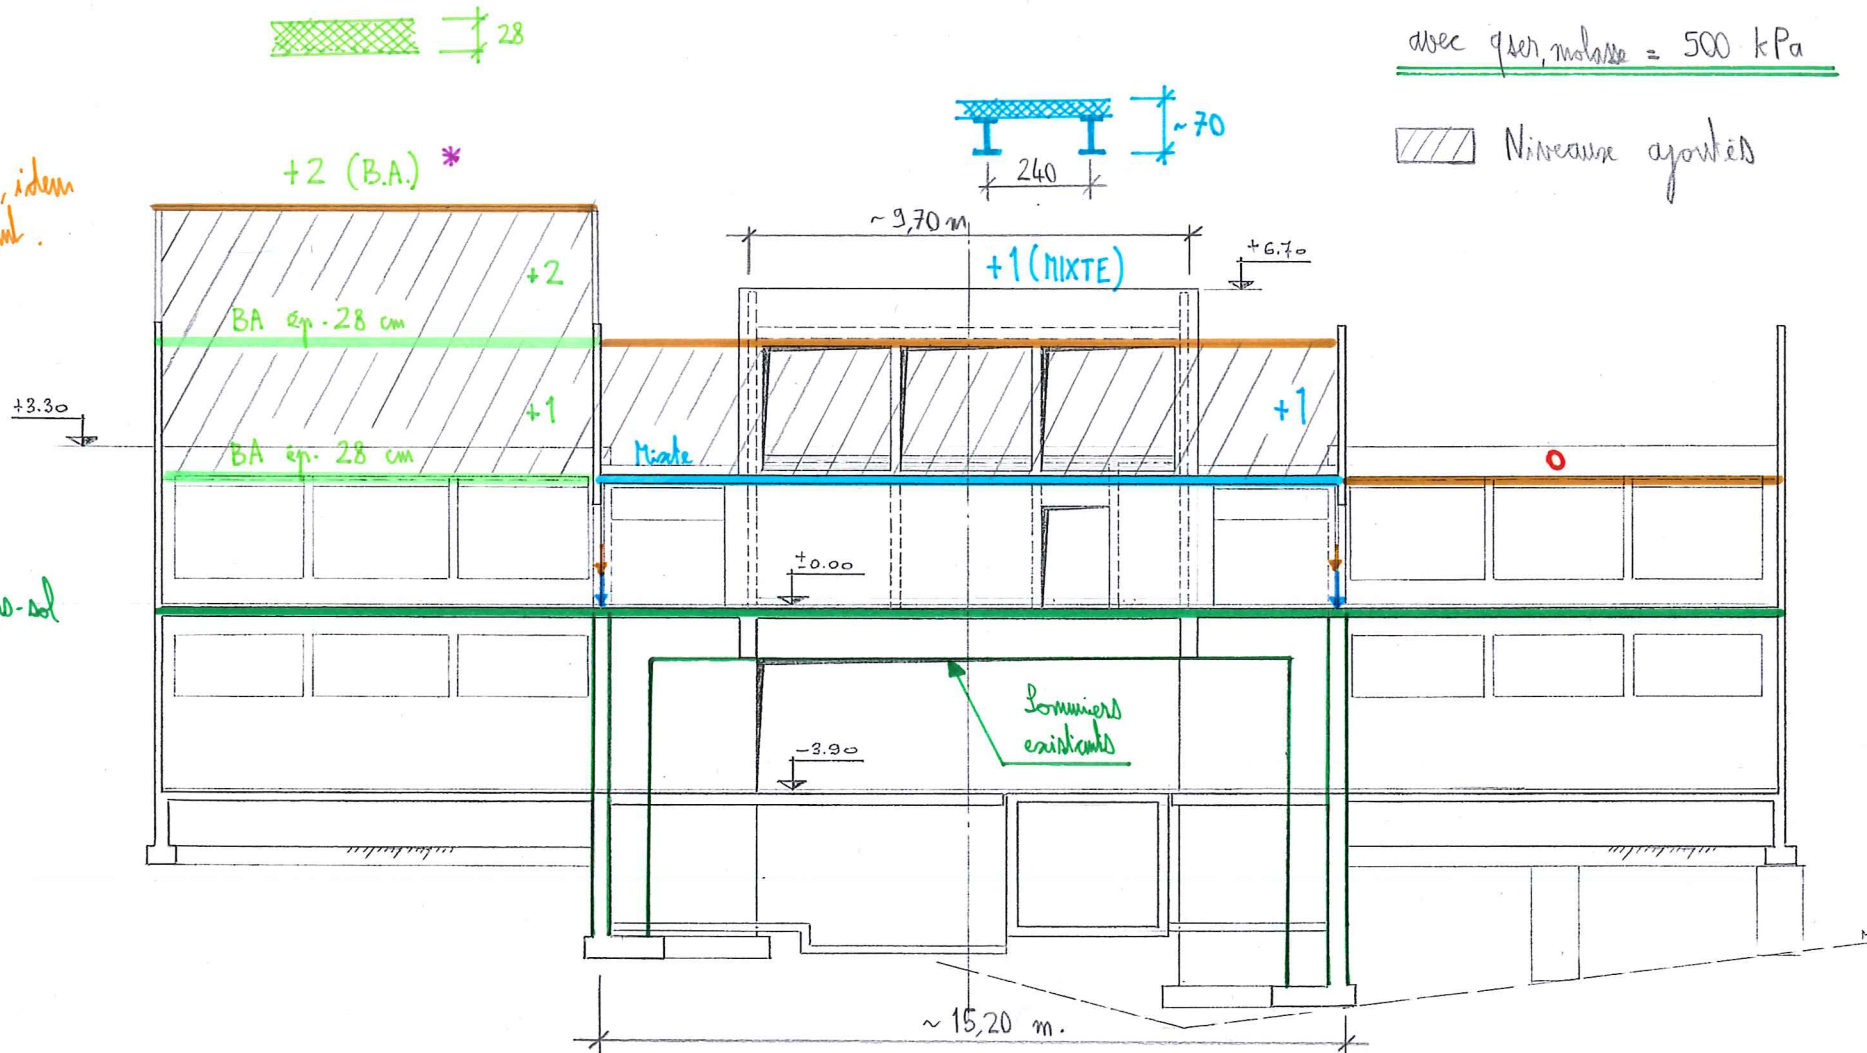 28
avec qser, molasse = 500 kPa
~70
Niveaux ajoutés
240
+2 (B.A.) *
, idem
~ 9,70 m
+1 (MIXTE)
+6.70
+2
BA ép. 28 cm
+3.30
+1
+1
BA ép. 28 cm
Mixte
O
±0.00
s-sol
Sommiers
existants
-3.90
~ 15,20 m.